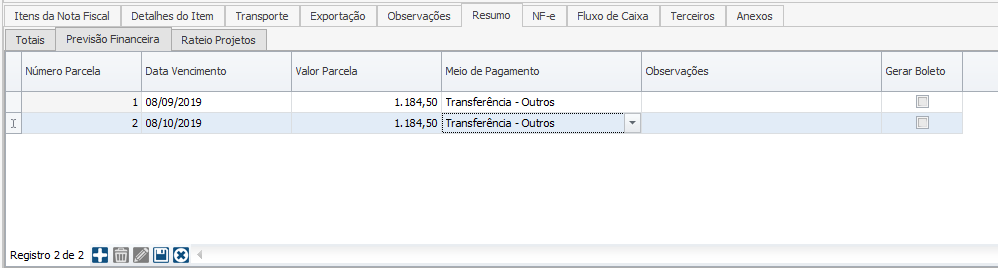 Itens da Nota Fiscal Detalhes do Item Transporte Exportação Observações Resumo NF-e Fluxo de Caixa Terceiros Anexos
Totais Previsão Financeira Rateio Projetos
Número Parcela Data Vencimento Valor Parcela Meio de Pagamento Observações Gerar Boleto
1 08/09/2019 1.184,50 Transferência - Outros
2 08/10/2019 1.184,50 Transferência - Outros
Registro 2 de 2